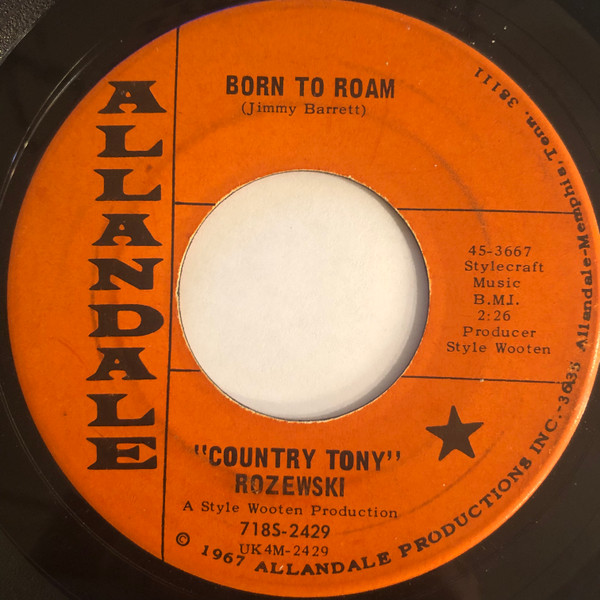 ALLANDALE
BORN TO ROAM
(Jimmy Barrett)
45-3667
Stylecraft
Music
B.M.I.
2:26
Producer
Style Wooten
"COUNTRY TONY"
ROZEWSKI
A Style Wooten Production
718S-2429
UK4M-2429
© 1967 ALLANDALE PRODUCTIONS INC.-3635 Allandale-Memphis, Tenn. 38111